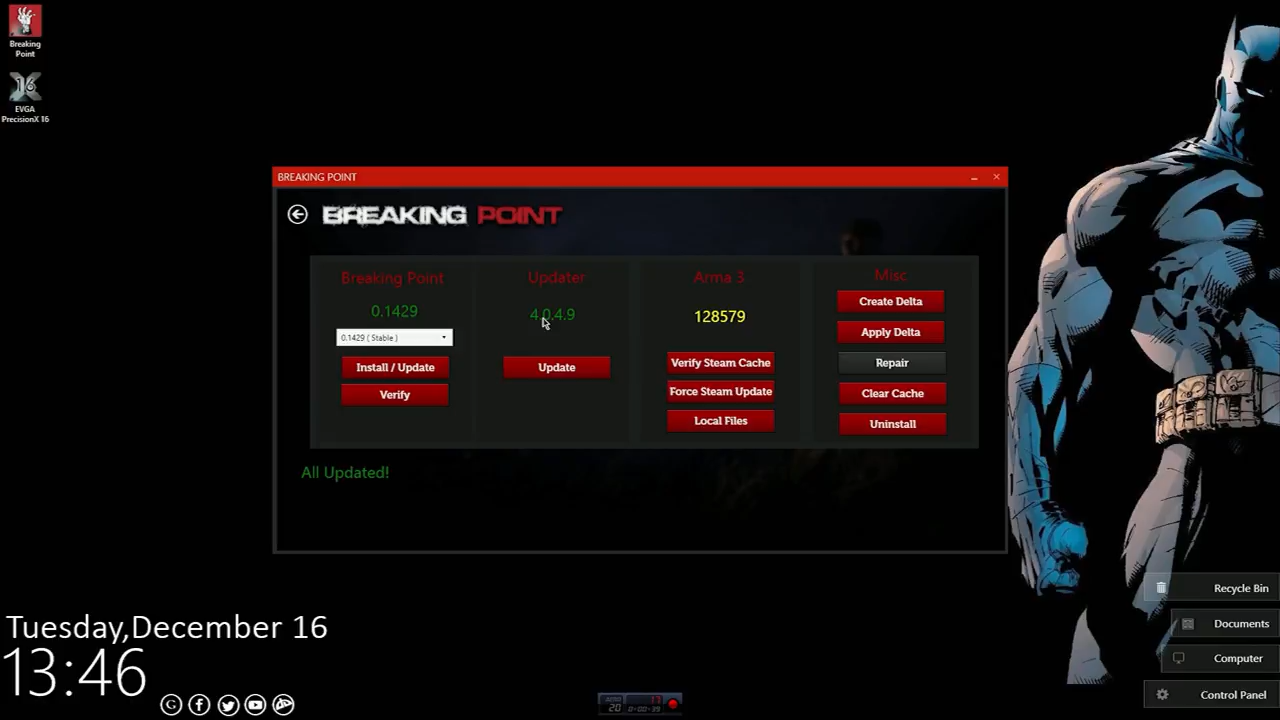 Breaking
Point
16
EVGA
PrecisionX 16
BREAKING POINT
BREAKING POINT
Breaking Point
0.1429
0.1429 ( Stable )
Install / Update
Verify
Updater
4.0.4.9
Update
Arma 3
128579
Verify Steam Cache
Force Steam Update
Local Files
Misc
Create Delta
Apply Delta
Repair
Clear Cache
Uninstall
All Updated!
Recycle Bin
Documents
Computer
Control Panel
Tuesday,December 16
13:46
17
20